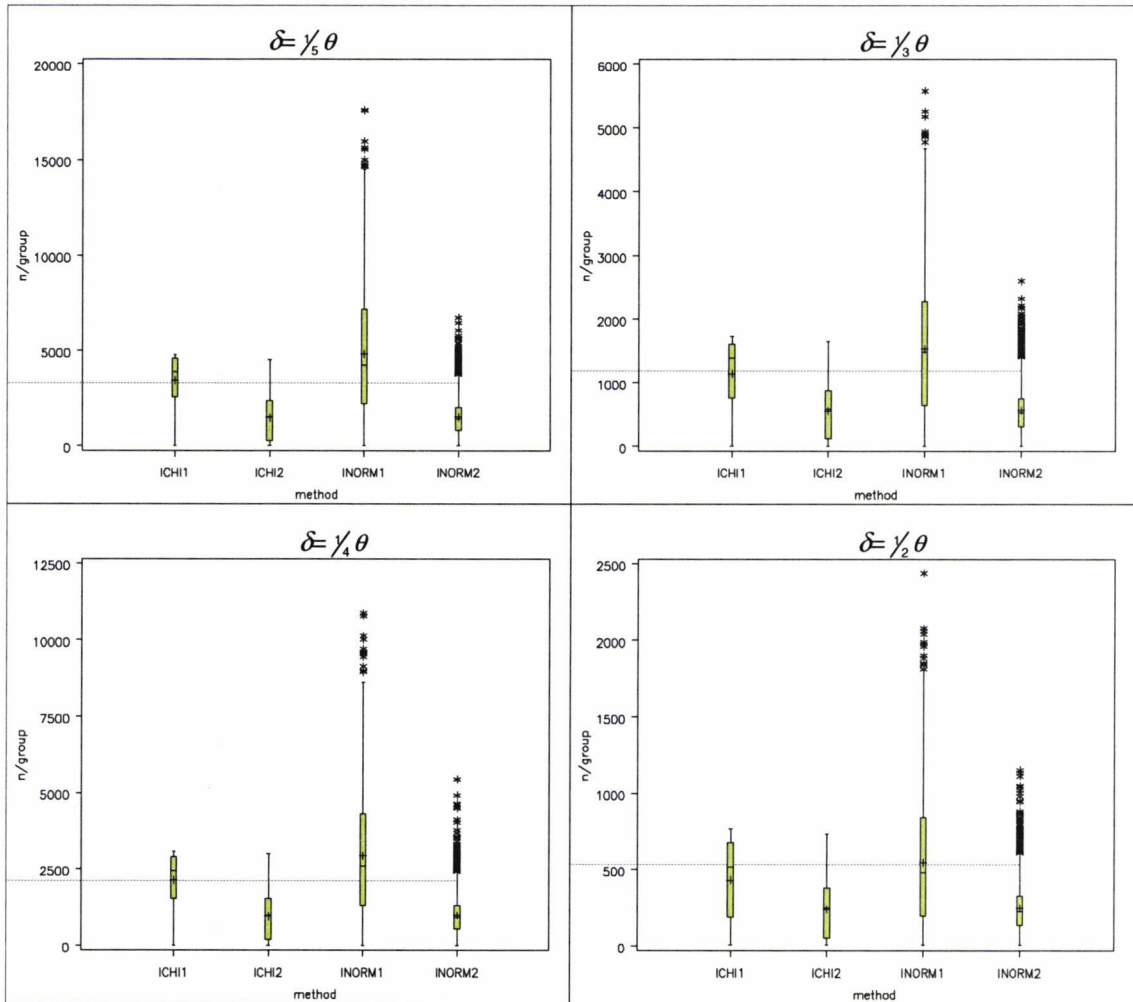 δ= 1/5 θ
20000
15000
10000
5000
0
n/group
ICHI1 ICHI2 INORM1 INORM2
method
δ= 1/3 θ
6000
5000
4000
3000
2000
1000
0
n/group
ICHI1 ICHI2 INORM1 INORM2
method
δ= 1/4 θ
12500
10000
7500
5000
2500
0
n/group
ICHI1 ICHI2 INORM1 INORM2
method
δ= 1/2 θ
2500
2000
1500
1000
500
0
n/group
ICHI1 ICHI2 INORM1 INORM2
method